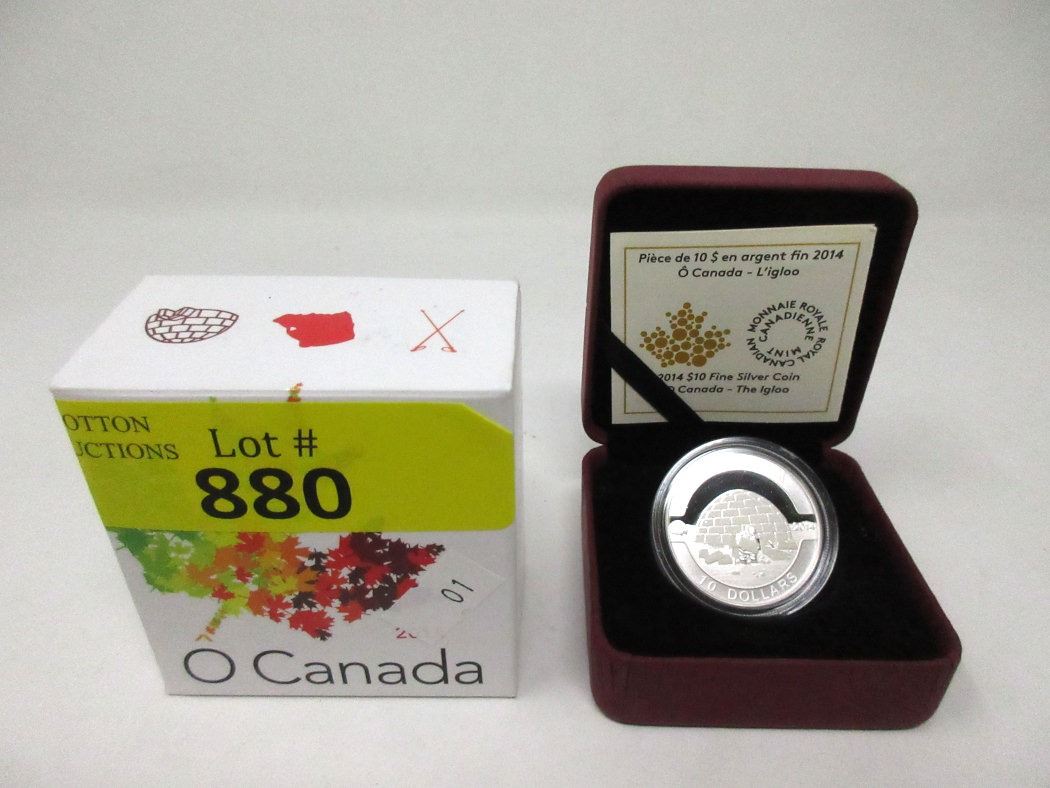 OTTON
UCTIONS
Lot #
880
01
O Canada
Pièce de 10 $ en argent fin 2014
Ô Canada - L'igloo
MONNAIE ROYALE CANADIENNE
ROYAL CANADIAN MINT
2014 $10 Fine Silver Coin
O Canada - The Igloo
2014
10 DOLLARS